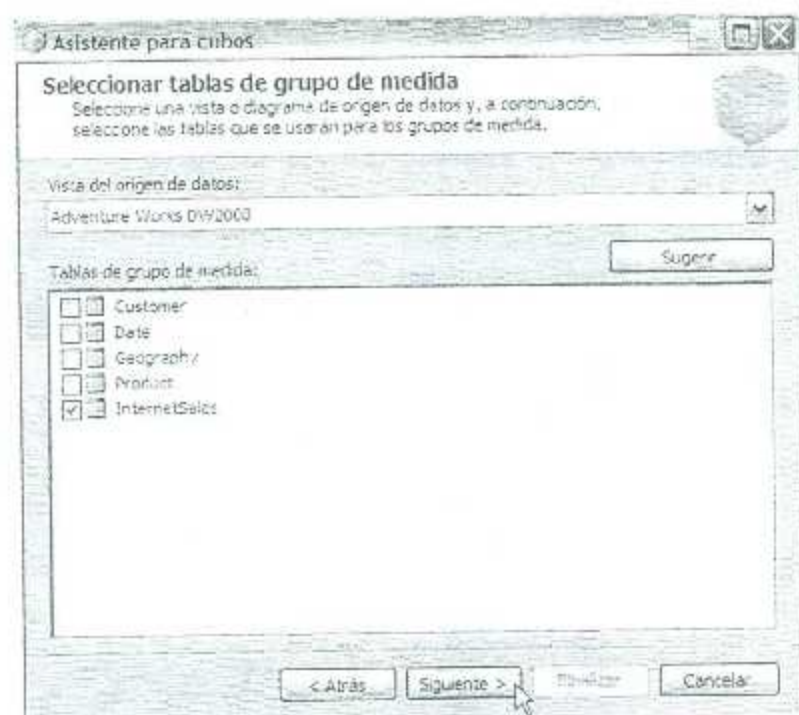 Asistente para cubos
Seleccionar tablas de grupo de medida
Seleccione una vista o diagrama de origen de datos y, a continuación,
seleccione las tablas que se usarán para los grupos de medida.
Vista del origen de datos:
Adventure Works DW2008
Sugerir
Tablas de grupo de medida:
Customer
Date
Geography
Product
InternetSales
< Atrás
Siguiente >
Finalizar
Cancelar